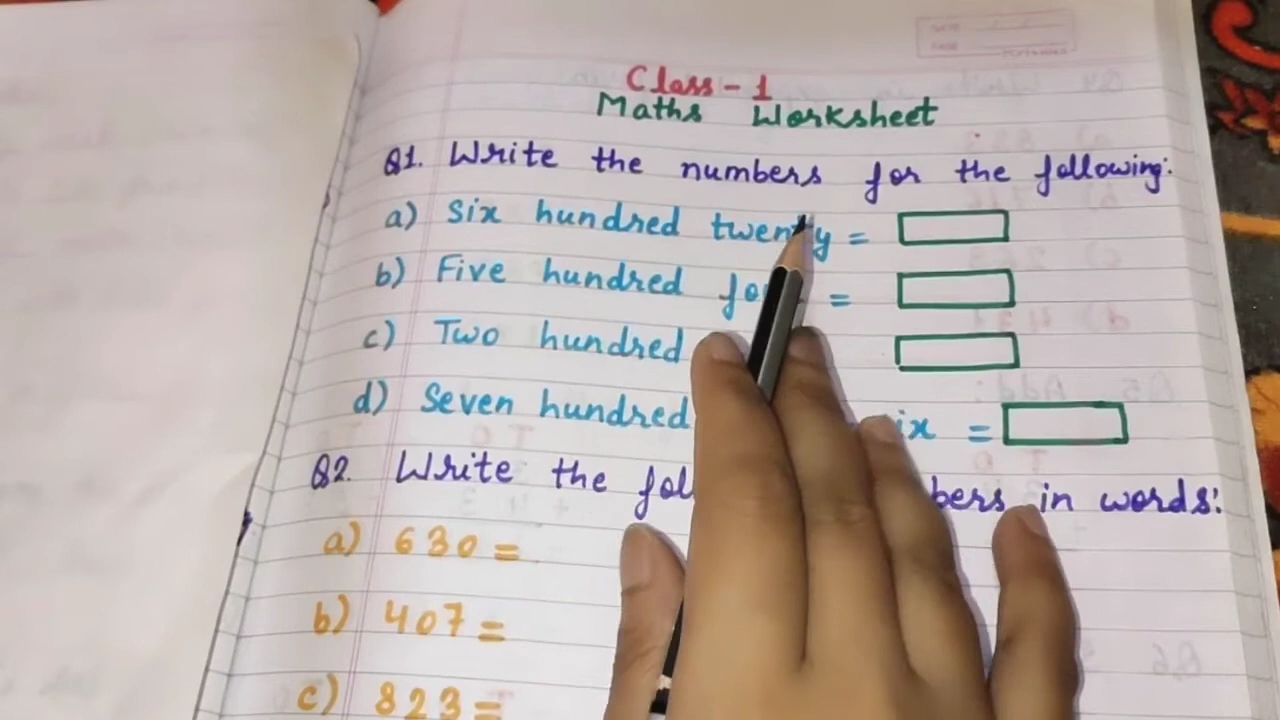 Class - 1
Maths Worksheet
Q1. Write the numbers for the following:
a) Six hundred twenty =
b) Five hundred =
c) Two hundred
d) Seven hundred =
Q2. Write the in words:
a) 630 =
b) 407 =
c) 823 =